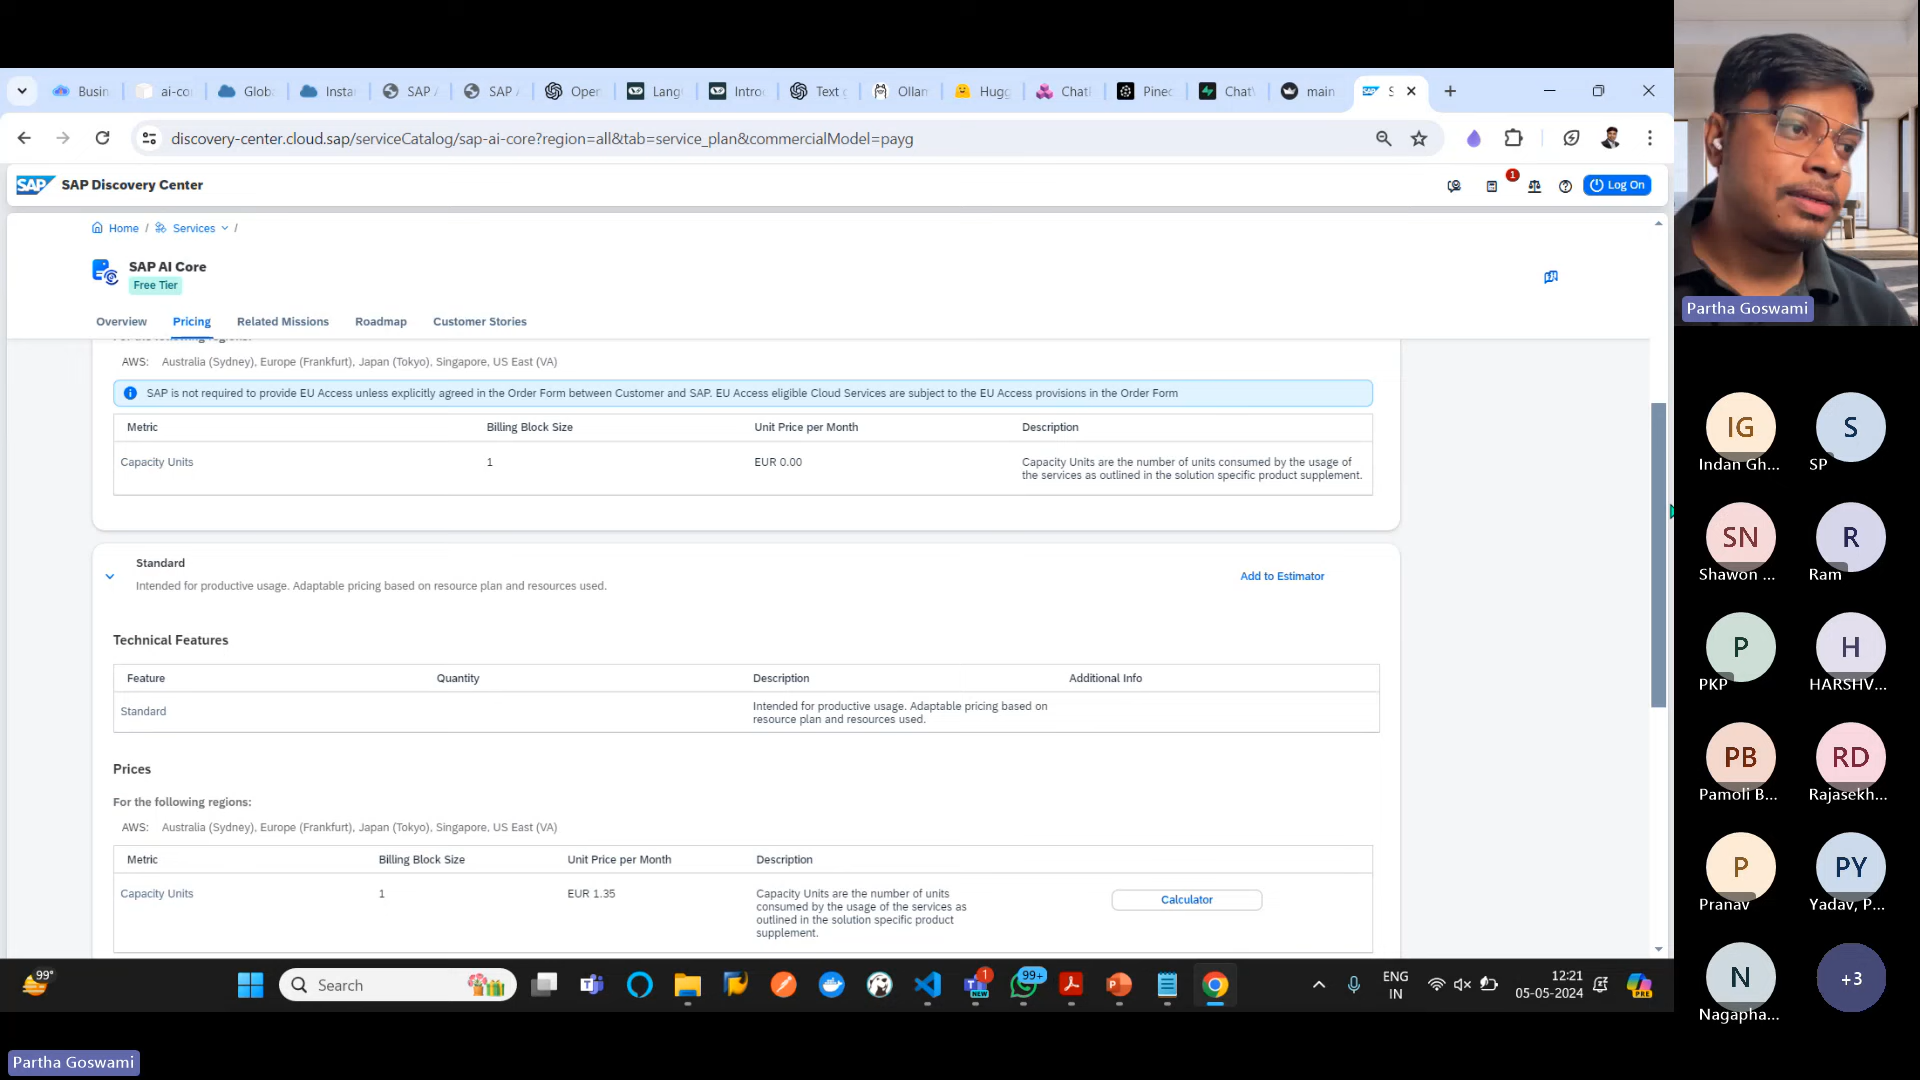 Busin
ai-co
Globa
Insta
SAP /
SAP /
Open
Lang
Intro
Text g
Ollam
Hugg
Chat
Pinec
Chat
main
S
discovery-center.cloud.sap/serviceCatalog/sap-ai-core?region=all&tab=service_plan&commercialModel=payg
SAP SAP Discovery Center
1
Log On
Home / Services /
SAP AI Core
Free Tier
Overview Pricing Related Missions Roadmap Customer Stories
For the following regions:
AWS: Australia (Sydney), Europe (Frankfurt), Japan (Tokyo), Singapore, US East (VA)
SAP is not required to provide EU Access unless explicitly agreed in the Order Form between Customer and SAP. EU Access eligible Cloud Services are subject to the EU Access provisions in the Order Form
Metric Billing Block Size Unit Price per Month Description
Capacity Units 1 EUR 0.00 Capacity Units are the number of units consumed by the usage of
the services as outlined in the solution specific product supplement.
Standard
Intended for productive usage. Adaptable pricing based on resource plan and resources used.
Add to Estimator
Technical Features
Feature Quantity Description Additional Info
Standard Intended for productive usage. Adaptable pricing based on
resource plan and resources used.
Prices
For the following regions:
AWS: Australia (Sydney), Europe (Frankfurt), Japan (Tokyo), Singapore, US East (VA)
Metric Billing Block Size Unit Price per Month Description
Capacity Units 1 EUR 1.35 Capacity Units are the number of units
consumed by the usage of the services as
outlined in the solution specific product
supplement.
Calculator
99°
Search
1
99+
ENG
IN
12:21
05-05-2024
PRE
Partha Goswami
Partha Goswami
IG
Indan Gh...
S
SP
SN
Shawon ...
R
Ram
P
PKP
H
HARSHV...
PB
Pamoli B...
RD
Rajasekh...
P
Pranav
PY
Yadav, P...
N
Nagapha...
+3